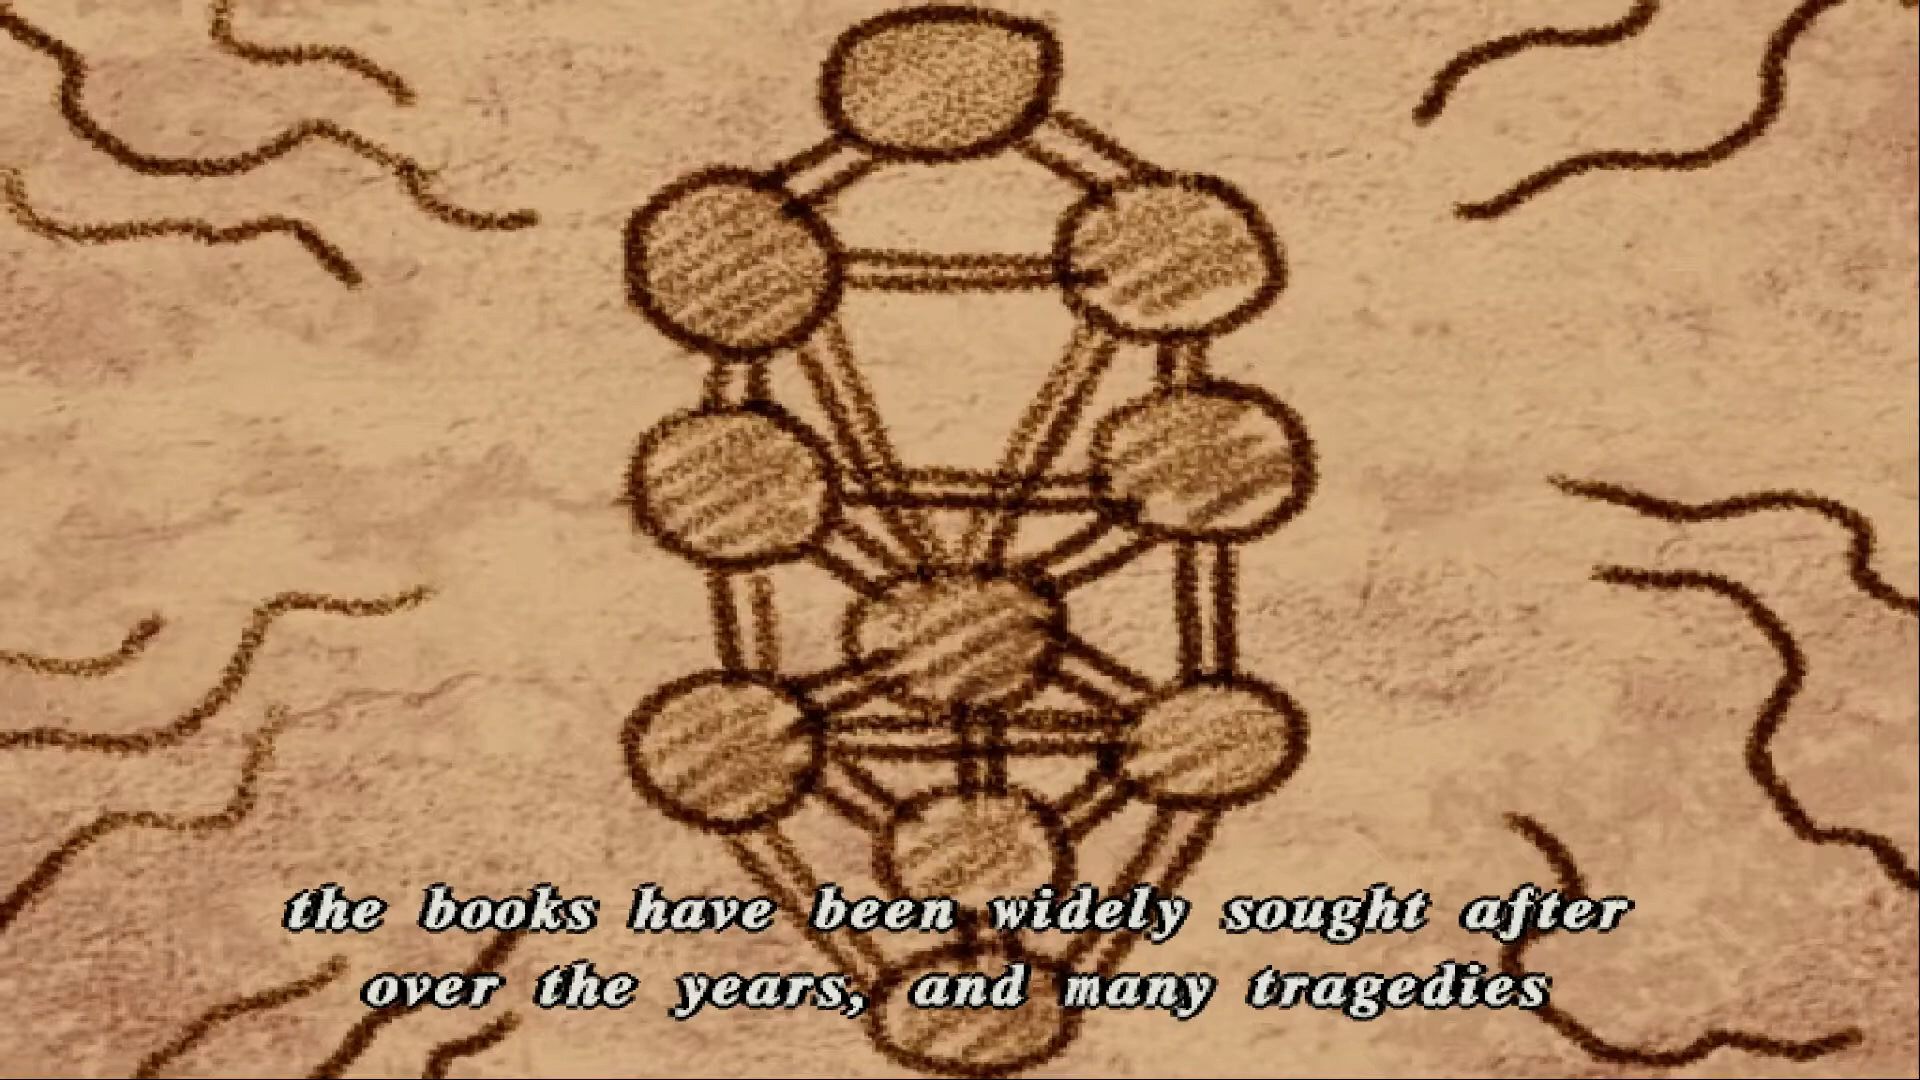 the books have been widely sought after
over the years, and many tragedies